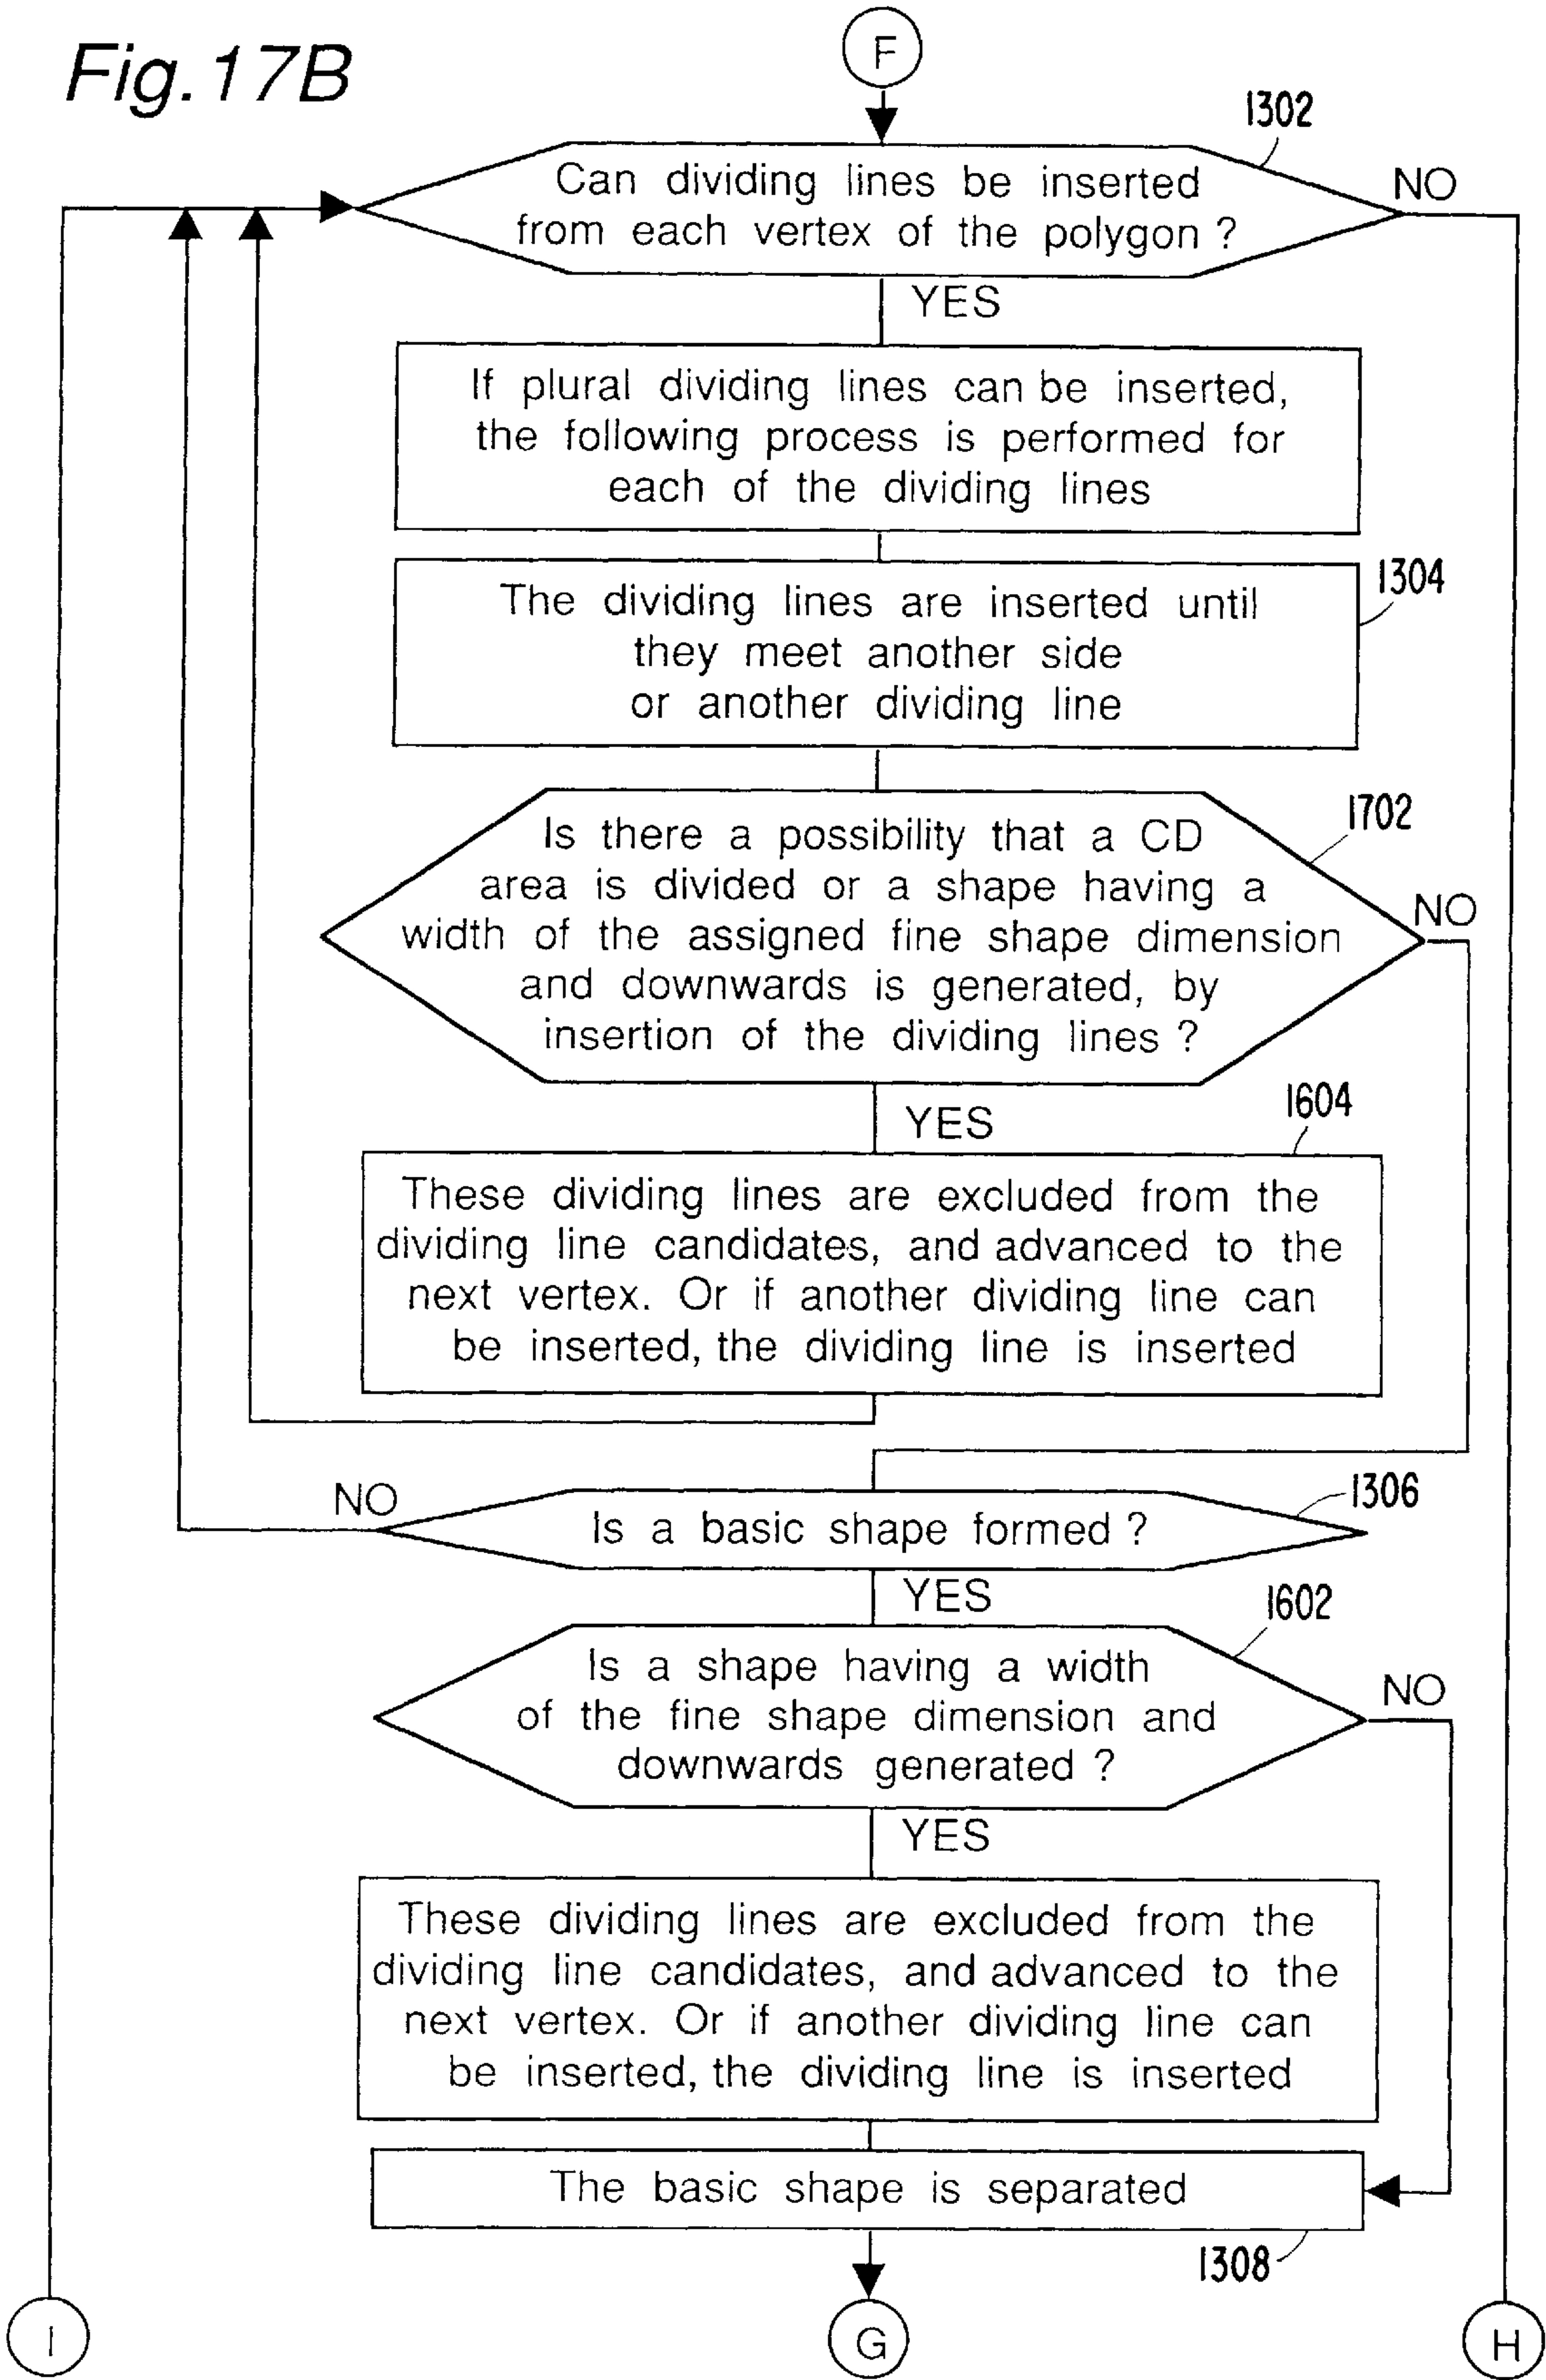 Fig.17B
F
1302
Can dividing lines be inserted
from each vertex of the polygon ?
NO
YES
If plural dividing lines can be inserted,
the following process is performed for
each of the dividing lines
1304
The dividing lines are inserted until
they meet another side
or another dividing line
1702
Is there a possibility that a CD
area is divided or a shape having a
width of the assigned fine shape dimension
and downwards is generated, by
insertion of the dividing lines ?
NO
YES
1604
These dividing lines are excluded from the
dividing line candidates, and advanced to the
next vertex. Or if another dividing line can
be inserted, the dividing line is inserted
NO
1306
Is a basic shape formed ?
YES
1602
Is a shape having a width
of the fine shape dimension and
downwards generated ?
NO
YES
These dividing lines are excluded from the
dividing line candidates, and advanced to the
next vertex. Or if another dividing line can
be inserted, the dividing line is inserted
The basic shape is separated
1308
I
G
H